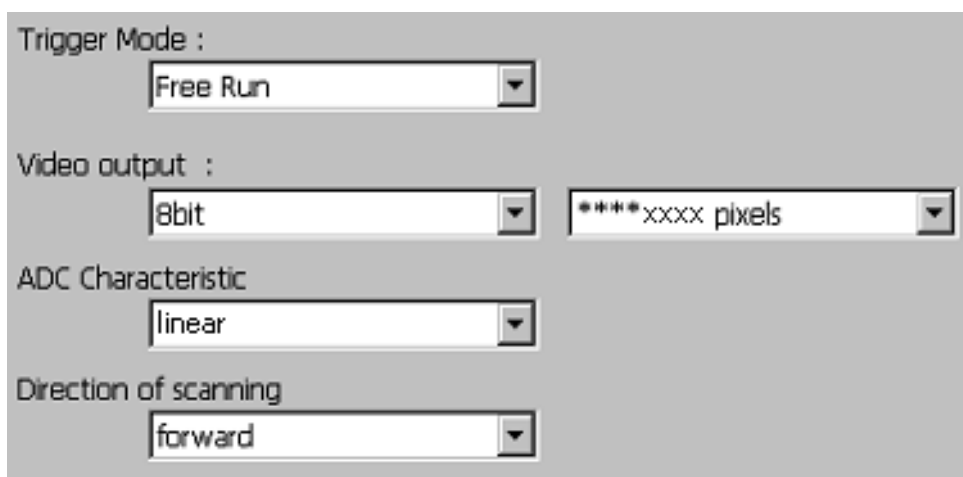 Trigger Mode :
Free Run
Video output :
8bit ****xxxx pixels
ADC Characteristic
linear
Direction of scanning
forward